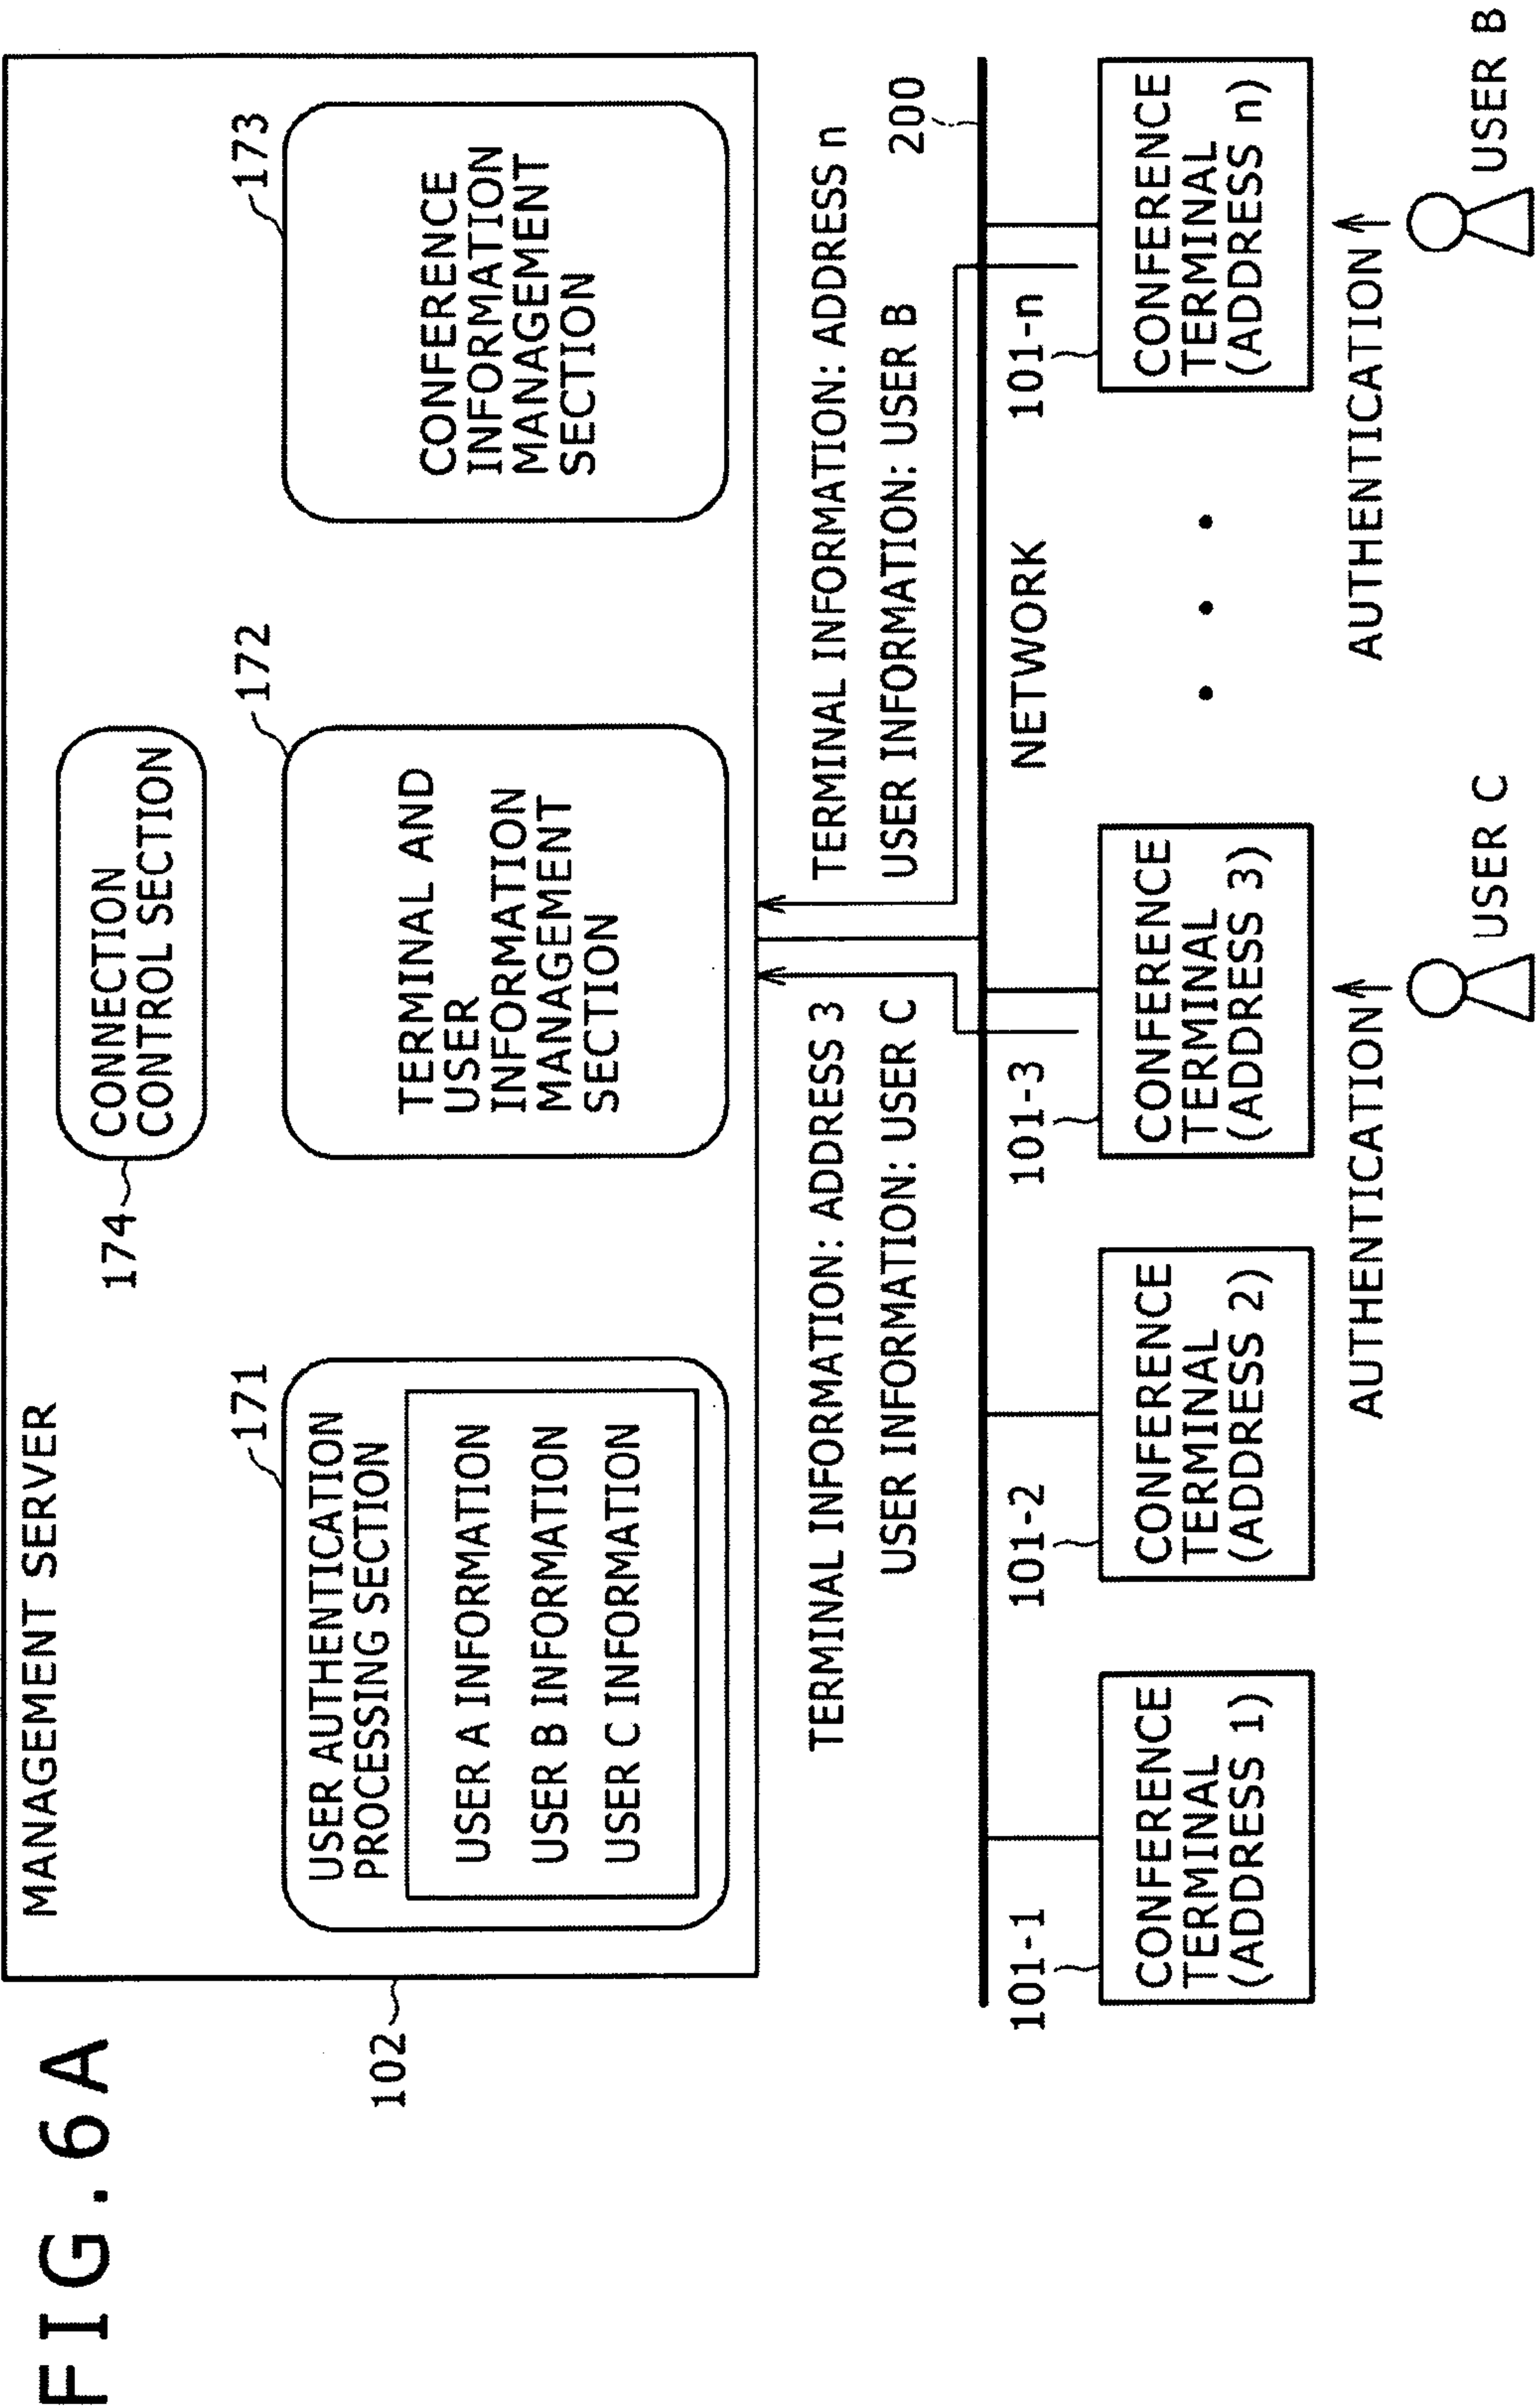 FIG. 6A
MANAGEMENT SERVER
102
174
CONNECTION
CONTROL SECTION
171
USER AUTHENTICATION
PROCESSING SECTION
USER A INFORMATION
USER B INFORMATION
USER C INFORMATION
172
TERMINAL AND
USER
INFORMATION
MANAGEMENT
SECTION
173
CONFERENCE
INFORMATION
MANAGEMENT
SECTION
TERMINAL INFORMATION: ADDRESS 3
USER INFORMATION: USER C
TERMINAL INFORMATION: ADDRESS n
USER INFORMATION: USER B
200
NETWORK
101-1
CONFERENCE
TERMINAL
(ADDRESS 1)
101-2
CONFERENCE
TERMINAL
(ADDRESS 2)
101-3
CONFERENCE
TERMINAL
(ADDRESS 3)
101-n
CONFERENCE
TERMINAL
(ADDRESS n)
AUTHENTICATION
USER C
AUTHENTICATION
USER B